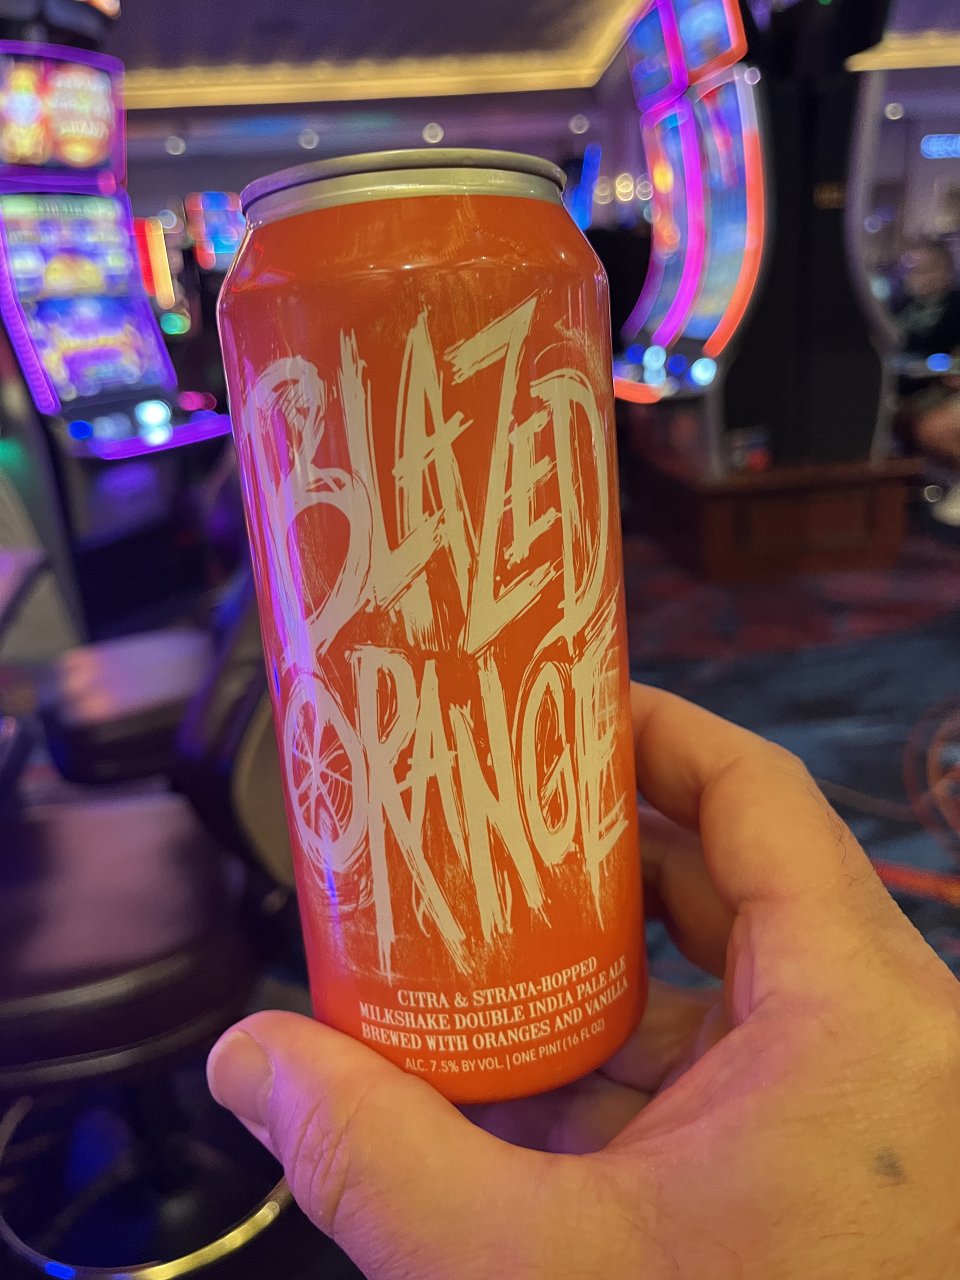 BLAZED
ORANGE
CITRA & STRATA-HOPPED
MILKSHAKE DOUBLE INDIA PALE ALE
BREWED WITH ORANGES AND VANILLA
ALC. 7.5% BY VOL. | ONE PINT (16 FL OZ)